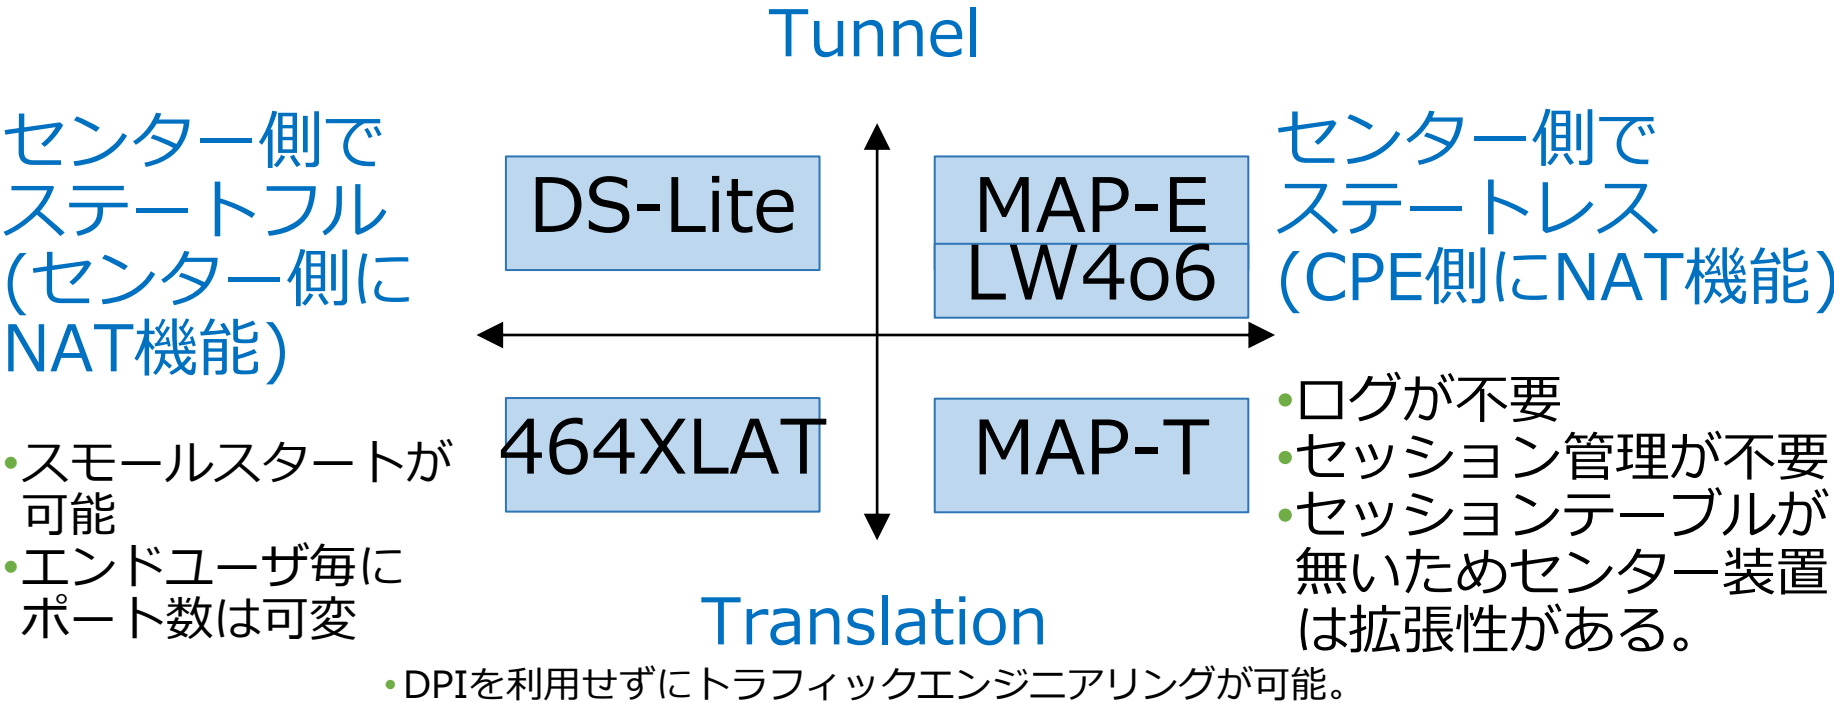 Tunnel
センター側で
ステートフル
(センター側に
NAT機能)
•スモールスタートが
可能
•エンドユーザ毎に
ポート数は可変
DS-Lite
MAP-E
LW4o6
464XLAT
MAP-T
センター側で
ステートレス
(CPE側にNAT機能)
•ログが不要
•セッション管理が不要
•セッションテーブルが
無いためセンター装置
は拡張性がある。
Translation
•DPIを利用せずにトラフィックエンジニアリングが可能。